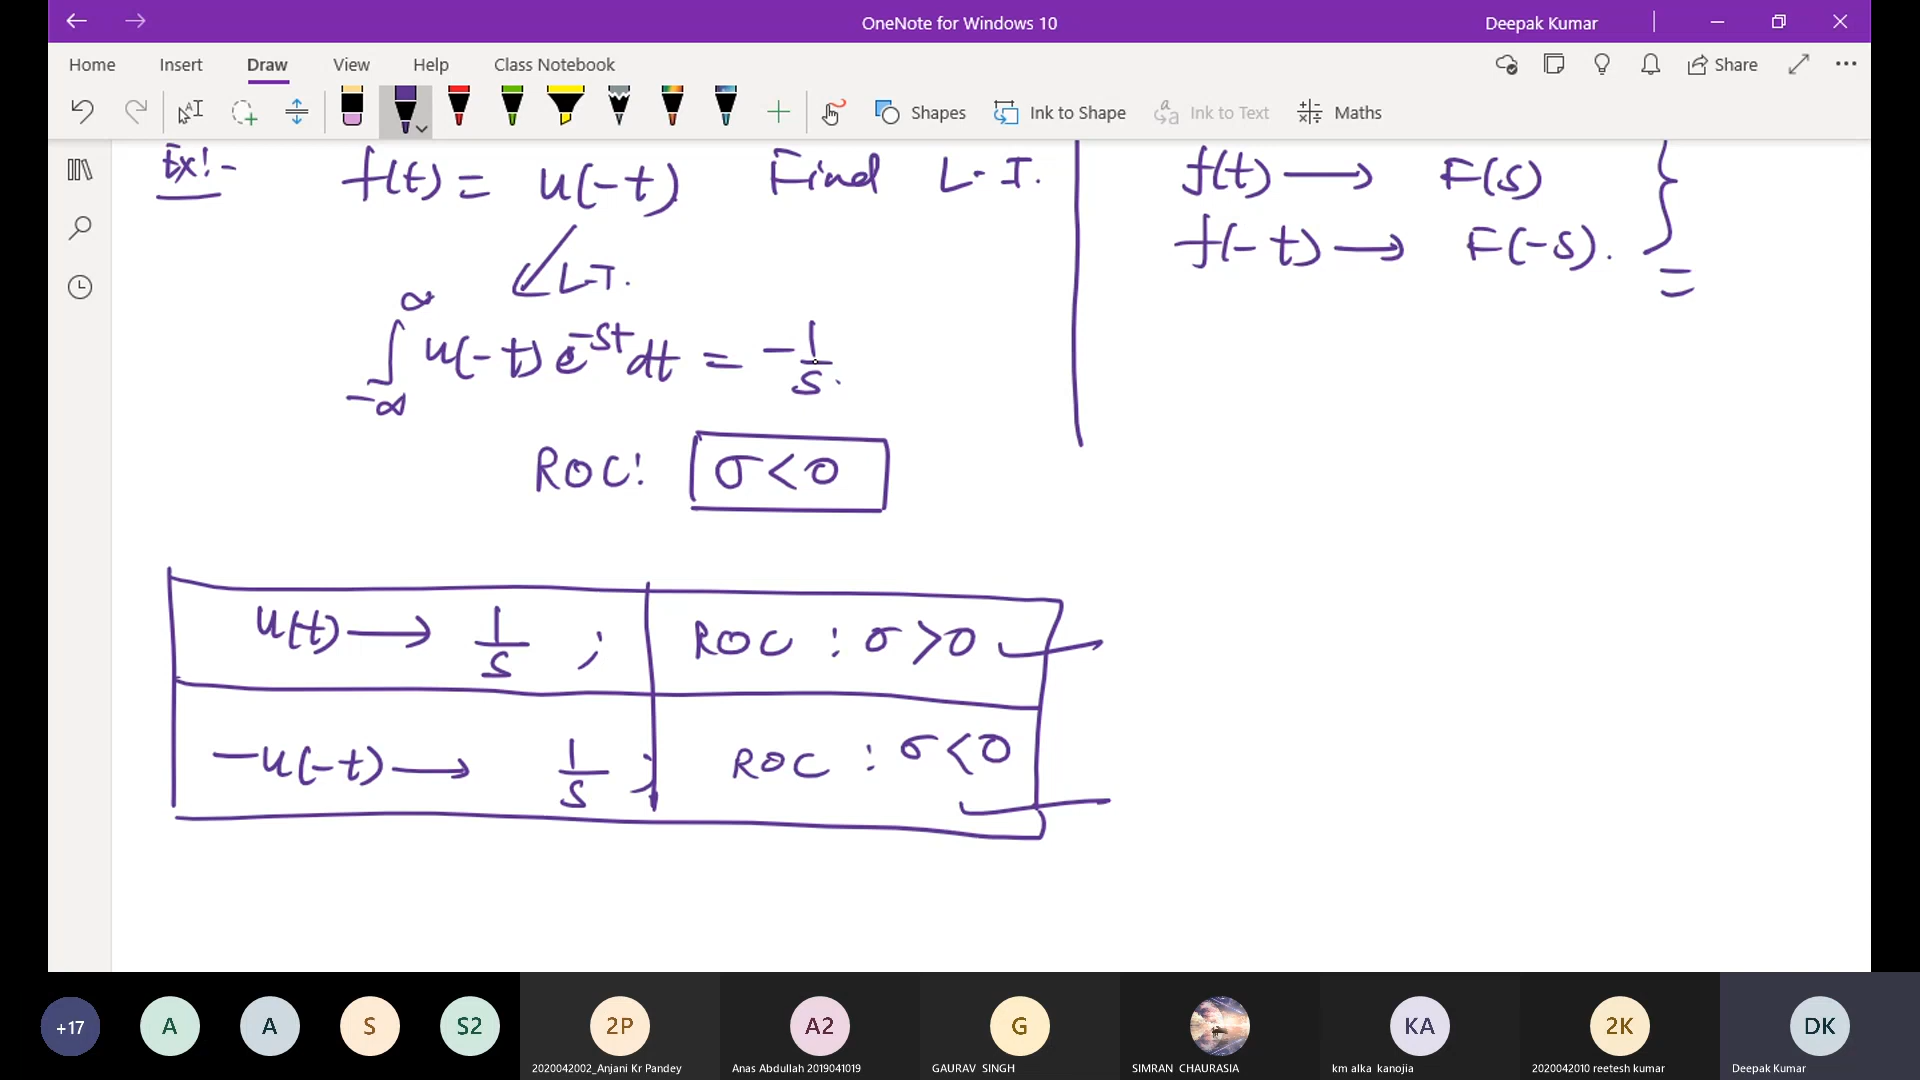 OneNote for Windows 10
Deepak Kumar
Home Insert Draw View Help Class Notebook
Share
Shapes Ink to Shape Ink to Text Maths
Ex!- f(t) = u(-t) Find L-T.
f(t) → F(s)
f(-t) → F(-s).
L-T.
∫_{-∞}^{∞} u(-t) e^{-st} dt = -1/s.
ROC: σ<0
u(t) → 1/s ; ROC : σ>0
-u(-t) → 1/s ; ROC : σ<0
+17 A A S S2 2P A2 G KA 2K DK
2020042002_Anjani Kr Pandey Anas Abdullah 2019041019 GAURAV SINGH SIMRAN CHAURASIA km alka kanojia 2020042010 reetesh kumar Deepak Kumar